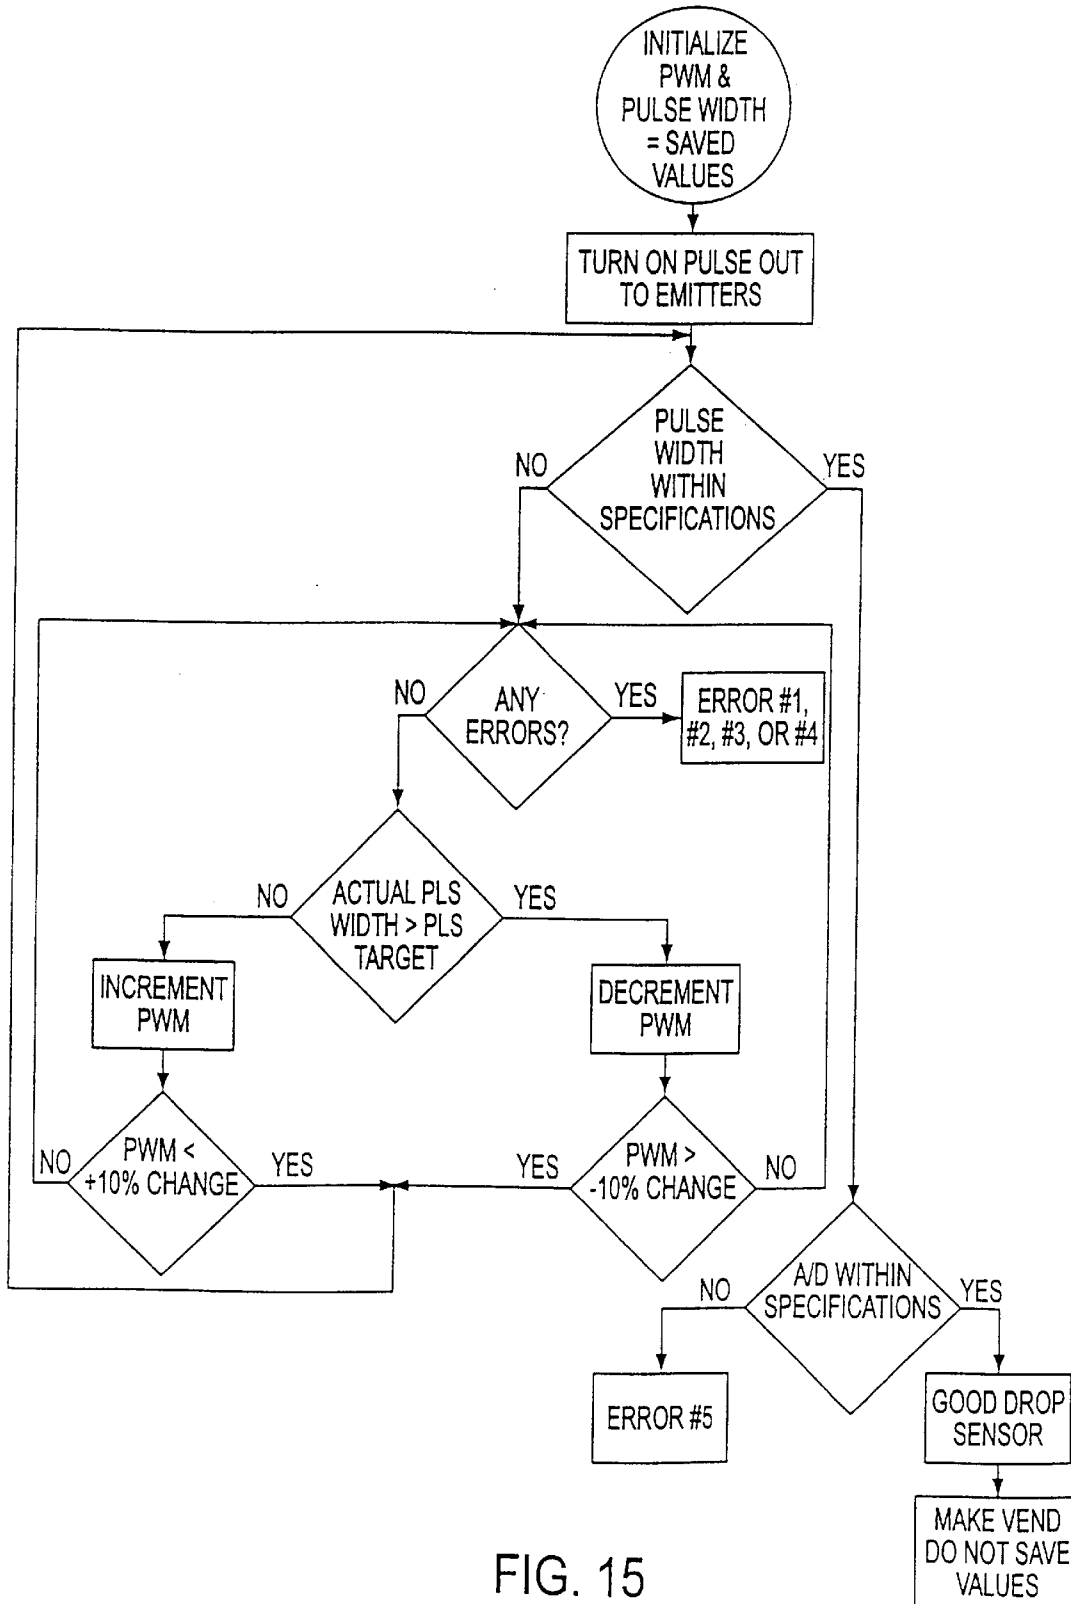 INITIALIZE
PWM &
PULSE WIDTH
= SAVED
VALUES
TURN ON PULSE OUT
TO EMITTERS
PULSE
WIDTH
WITHIN
SPECIFICATIONS
NO
YES
ANY
ERRORS?
NO
YES
ERROR #1,
#2, #3, OR #4
ACTUAL PLS
WIDTH > PLS
TARGET
NO
YES
INCREMENT
PWM
DECREMENT
PWM
PWM <
+10% CHANGE
NO
YES
PWM >
-10% CHANGE
YES
NO
A/D WITHIN
SPECIFICATIONS
NO
YES
ERROR #5
GOOD DROP
SENSOR
MAKE VEND
DO NOT SAVE
VALUES
FIG. 15